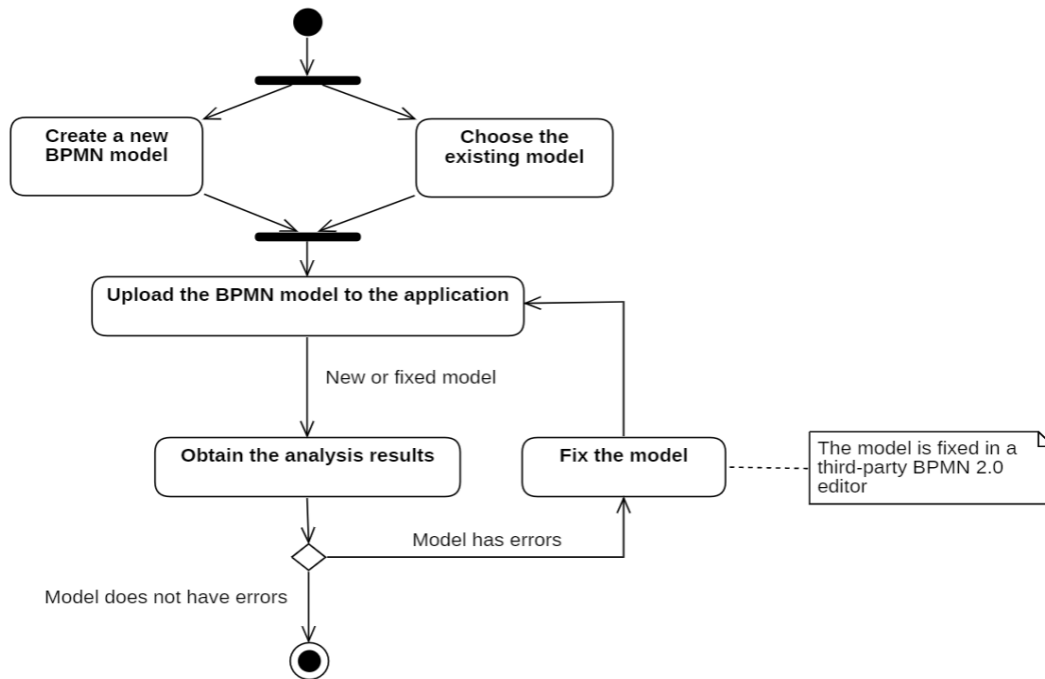 Create a new
BPMN model
Choose the
existing model
Upload the BPMN model to the application
New or fixed model
Obtain the analysis results
Fix the model
The model is fixed in a
third-party BPMN 2.0
editor
Model has errors
Model does not have errors